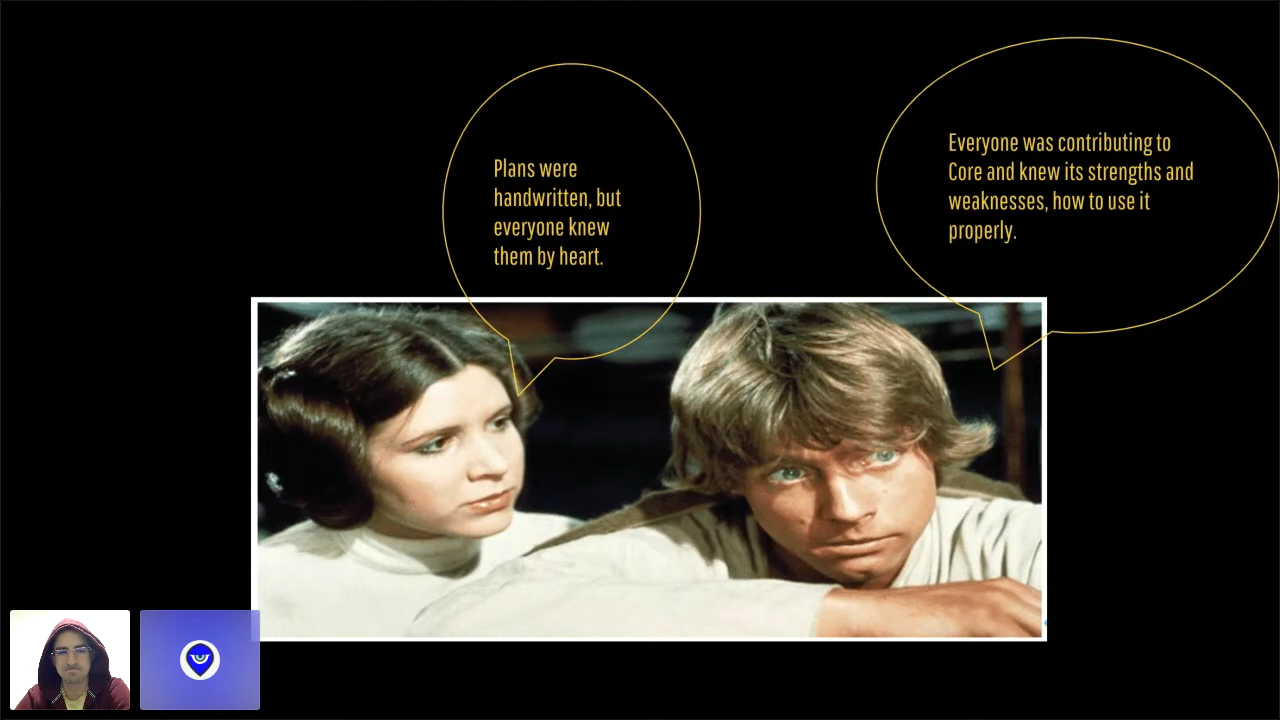 Plans were
handwritten, but
everyone knew
them by heart.
Everyone was contributing to
Core and knew its strengths and
weaknesses, how to use it
properly.